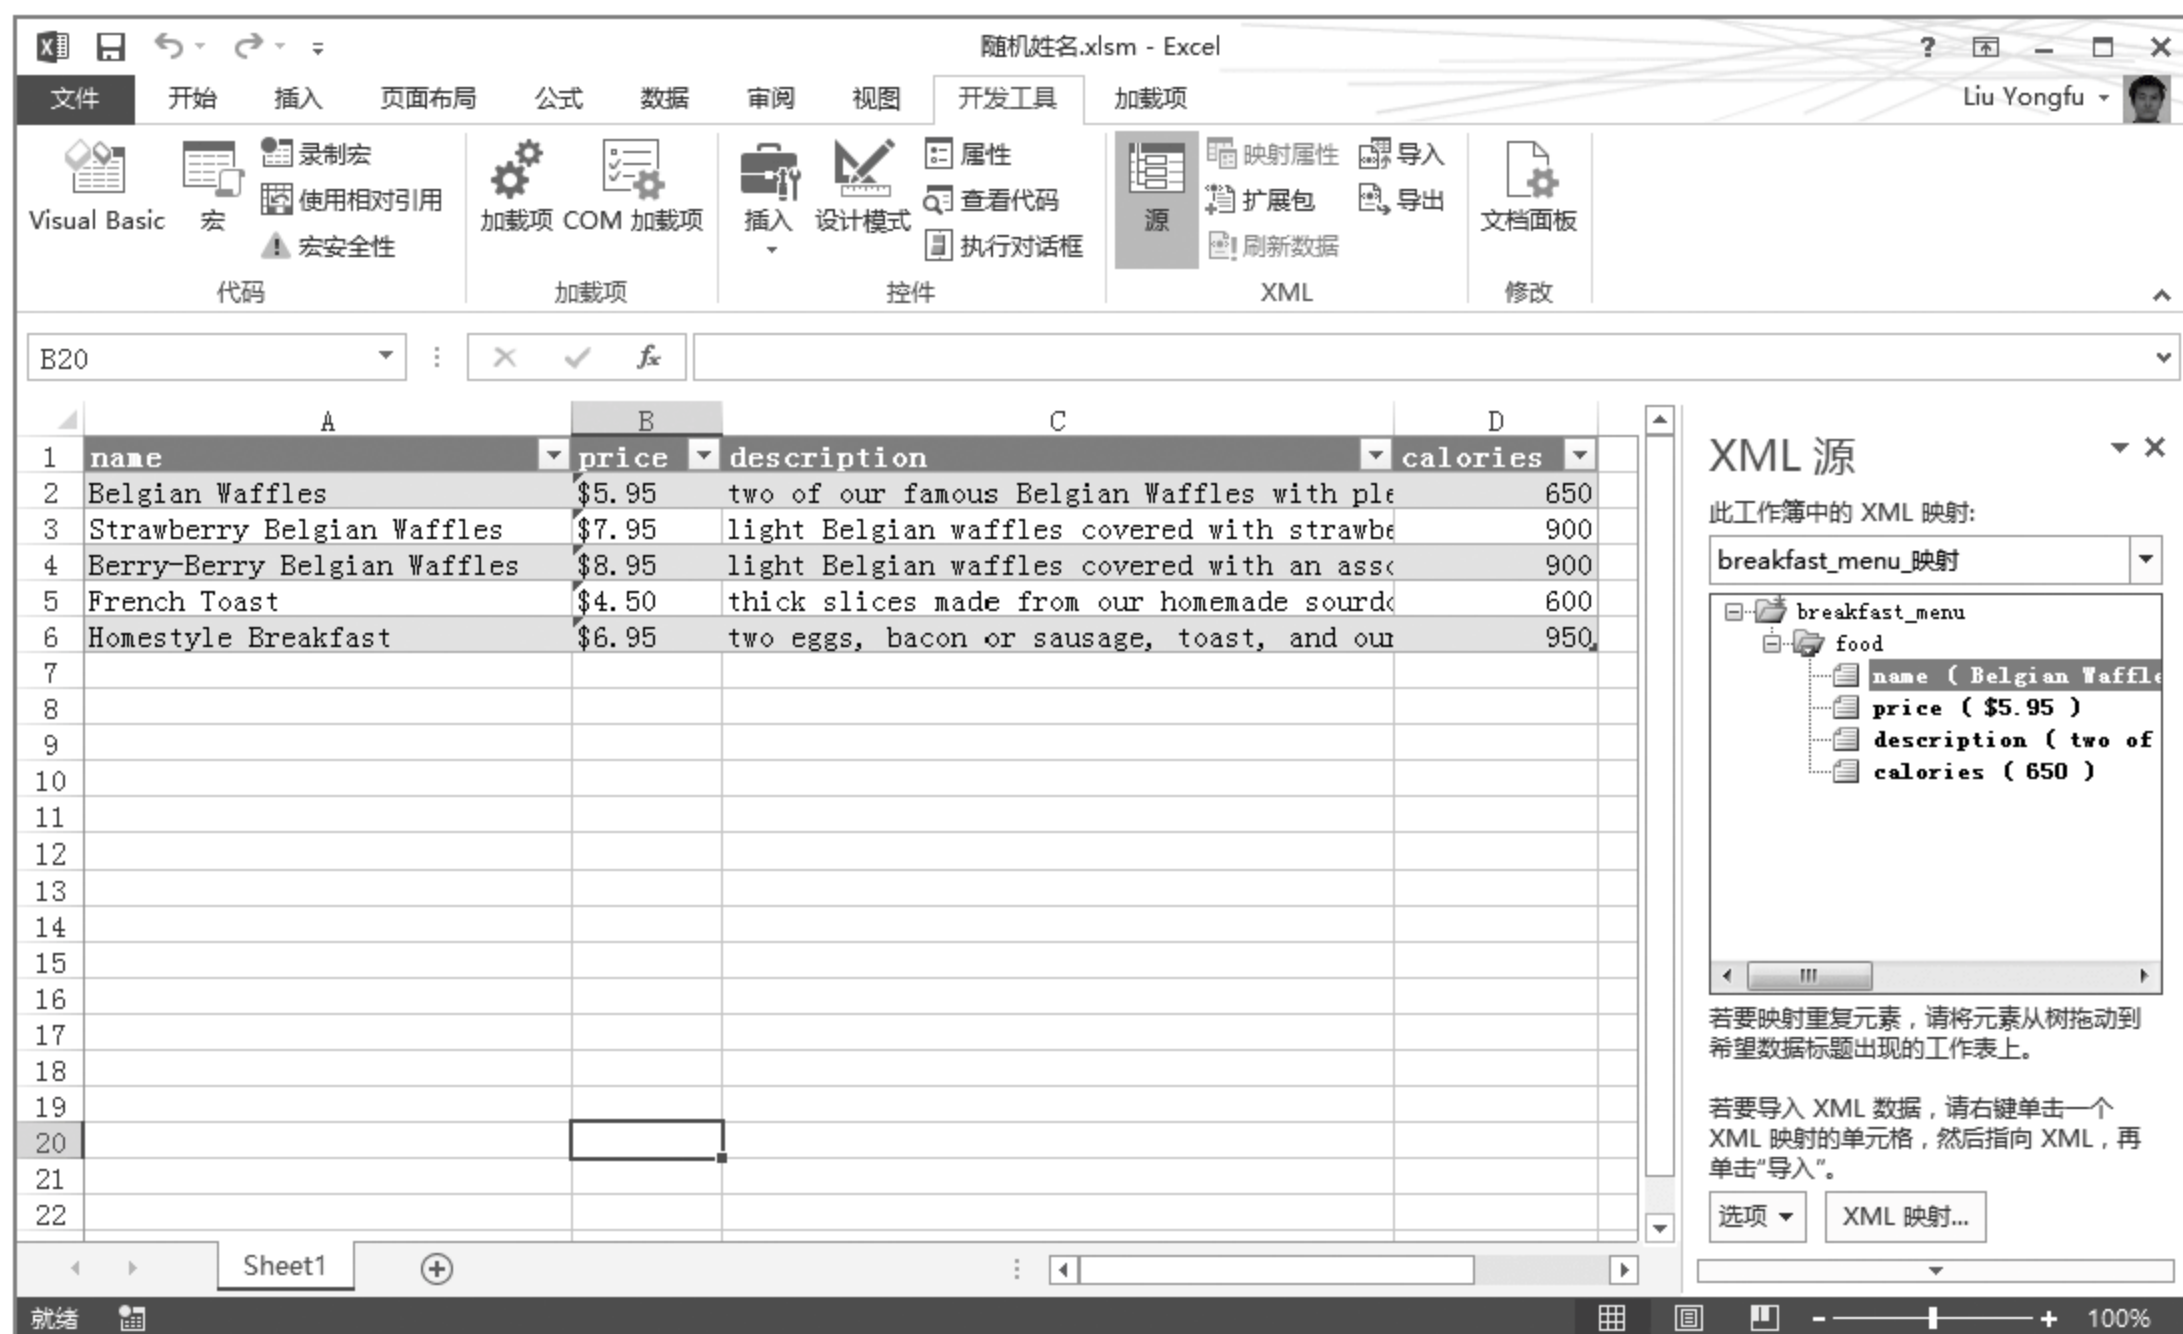 随机姓名.xlsm - Excel
文件 开始 插入 页面布局 公式 数据 审阅 视图 开发工具 加载项 Liu Yongfu
Visual Basic 宏 录制宏 使用相对引用 宏安全性
加载项 COM 加载项
插入 设计模式 属性 查看代码 执行对话框
源 映射属性 扩展包 刷新数据 导入 导出
文档面板
代码 加载项 控件 XML 修改
B20 fx
A B C D
1 name price description calories
2 Belgian Waffles $5.95 two of our famous Belgian Waffles with ple 650
3 Strawberry Belgian Waffles $7.95 light Belgian waffles covered with strawbe 900
4 Berry-Berry Belgian Waffles $8.95 light Belgian waffles covered with an asso 900
5 French Toast $4.50 thick slices made from our homemade sourdo 600
6 Homestyle Breakfast $6.95 two eggs, bacon or sausage, toast, and our 950
7
8
9
10
11
12
13
14
15
16
17
18
19
20
21
22
Sheet1
XML 源
此工作簿中的 XML 映射:
breakfast_menu_映射
breakfast_menu
food
name ( Belgian Waffle
price ( $5.95 )
description ( two of
calories ( 650 )
若要映射重复元素，请将元素从树拖动到
希望数据标题出现的工作表上。
若要导入 XML 数据，请右键单击一个
XML 映射的单元格，然后指向 XML，再
单击“导入”。
选项 XML 映射...
就绪 100%